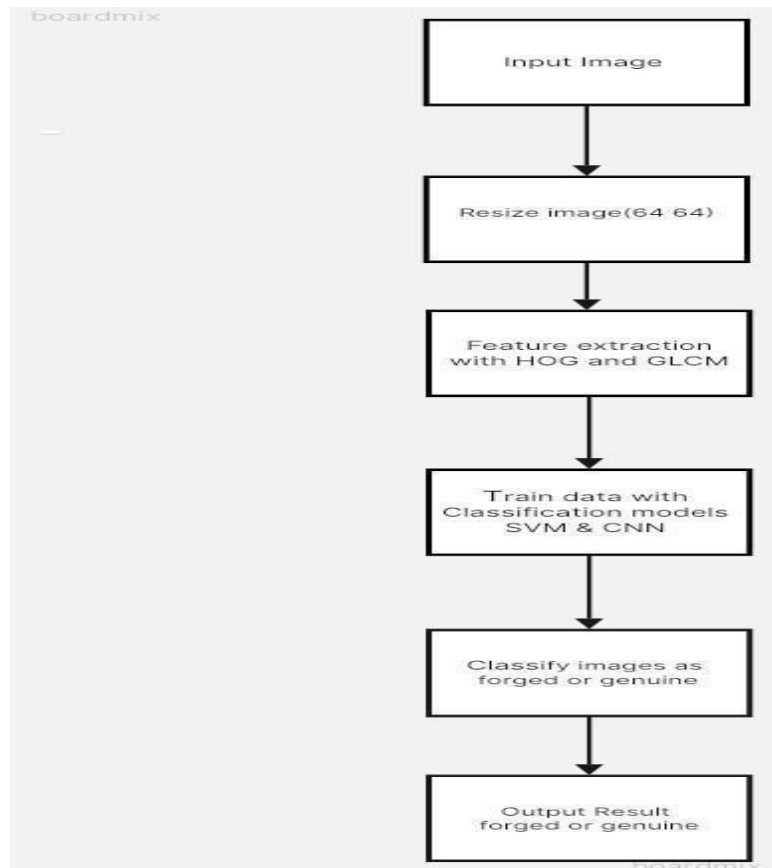 boardmix
Input Image
Resize image(64 64)
Feature extraction
with HOG and GLCM
Train data with
Classification models
SVM & CNN
Classify images as
forged or genuine
Output Result
forged or genuine
boardmix